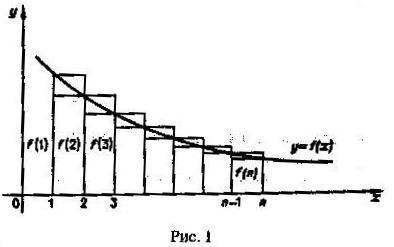 y
f(1) f(2) f(3) f(n) y=f(x)
0 1 2 3 n-1 n x
Рис. 1